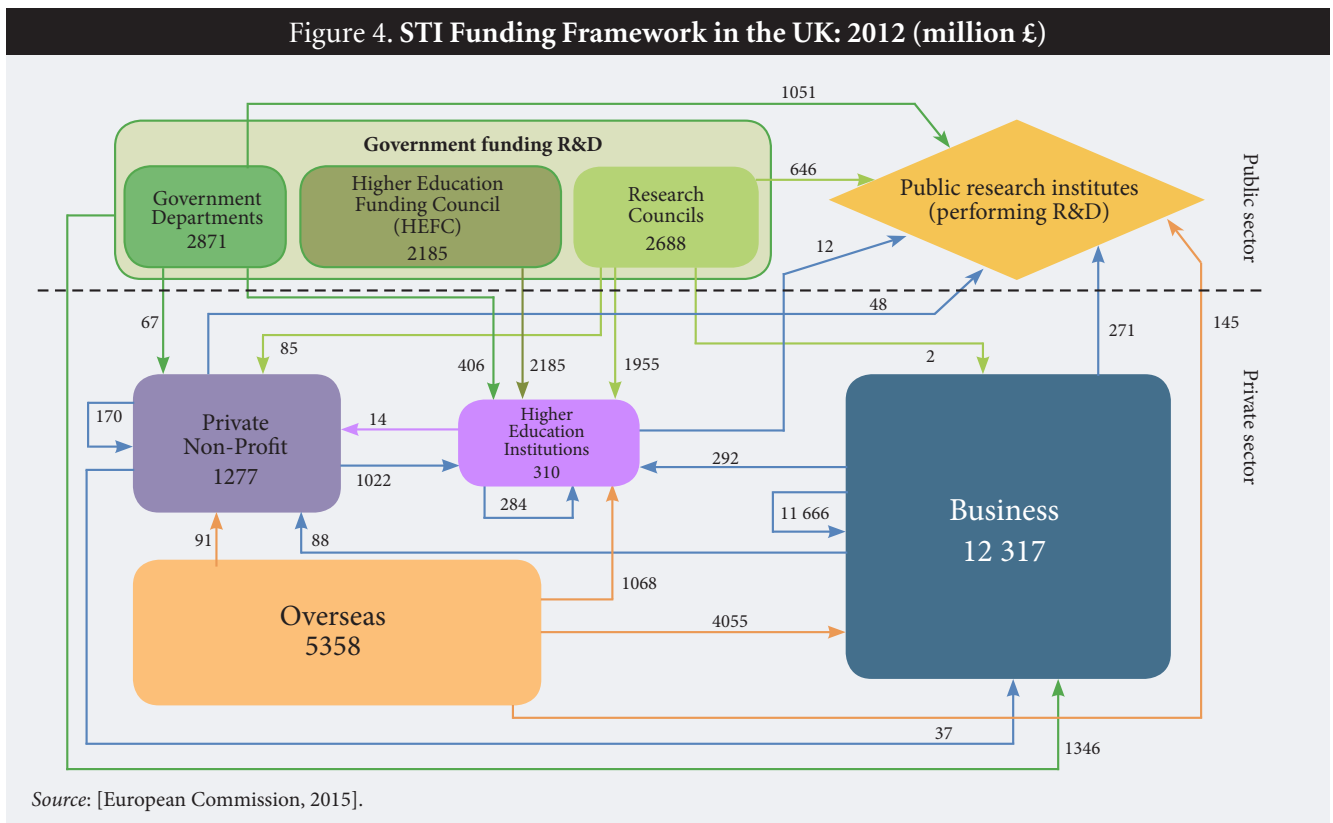 Figure 4. STI Funding Framework in the UK: 2012 (million £)
1051
Government funding R&D
Government
Departments
2871
Higher Education
Funding Council
(HEFC)
2185
Research
Councils
2688
646
Public research institutes
(performing R&D)
Public sector
12
67
85
406
2185
1955
48
2
271
145
Private sector
170
Private
Non-Profit
1277
14
1022
Higher
Education
Institutions
310
284
292
11 666
Business
12 317
91
88
1068
Overseas
5358
4055
37
1346
Source: [European Commission, 2015].